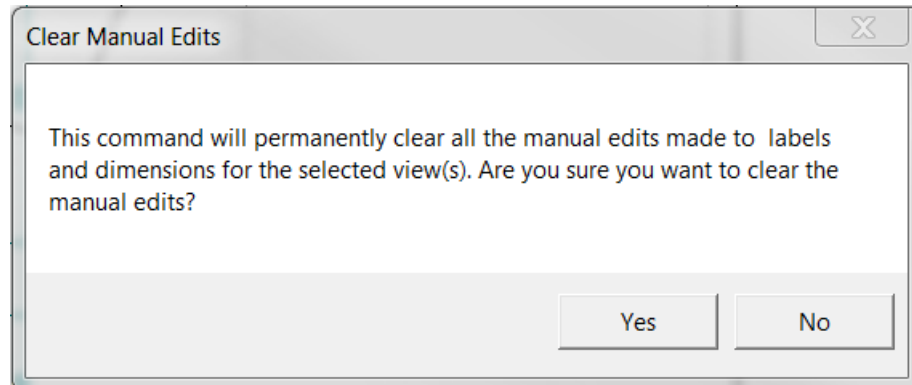 Clear Manual Edits
This command will permanently clear all the manual edits made to  labels
and dimensions for the selected view(s). Are you sure you want to clear the
manual edits?
Yes No